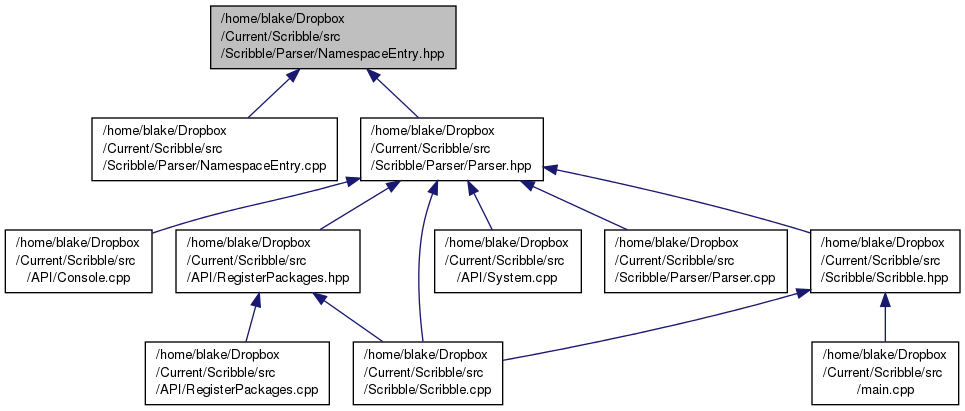 /home/blake/Dropbox
/Current/Scribble/src
/Scribble/Parser/NamespaceEntry.hpp
/home/blake/Dropbox
/Current/Scribble/src
/Scribble/Parser/NamespaceEntry.cpp
/home/blake/Dropbox
/Current/Scribble/src
/Scribble/Parser/Parser.hpp
/home/blake/Dropbox
/Current/Scribble/src
/API/Console.cpp
/home/blake/Dropbox
/Current/Scribble/src
/API/RegisterPackages.hpp
/home/blake/Dropbox
/Current/Scribble/src
/API/System.cpp
/home/blake/Dropbox
/Current/Scribble/src
/Scribble/Parser/Parser.cpp
/home/blake/Dropbox
/Current/Scribble/src
/Scribble/Scribble.hpp
/home/blake/Dropbox
/Current/Scribble/src
/API/RegisterPackages.cpp
/home/blake/Dropbox
/Current/Scribble/src
/Scribble/Scribble.cpp
/home/blake/Dropbox
/Current/Scribble/src
/main.cpp